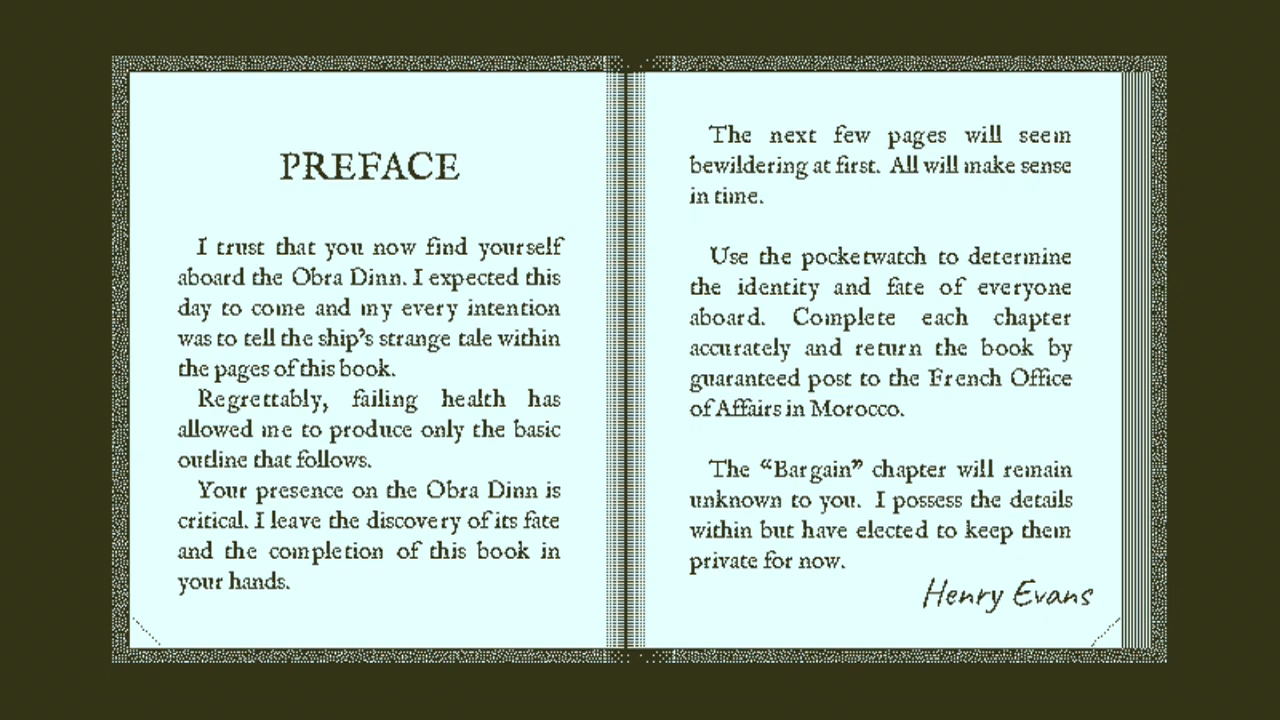 PREFACE
I trust that you now find yourself
aboard the Obra Dinn. I expected this
day to come and my every intention
was to tell the ship's strange tale within
the pages of this book.
Regrettably, failing health has
allowed me to produce only the basic
outline that follows.
Your presence on the Obra Dinn is
critical. I leave the discovery of its fate
and the completion of this book in
your hands.
The next few pages will seem
bewildering at first. All will make sense
in time.
Use the pocketwatch to determine
the identity and fate of everyone
aboard. Complete each chapter
accurately and return the book by
guaranteed post to the French Office
of Affairs in Morocco.
The “Bargain” chapter will remain
unknown to you. I possess the details
within but have elected to keep them
private for now.
Henry Evans